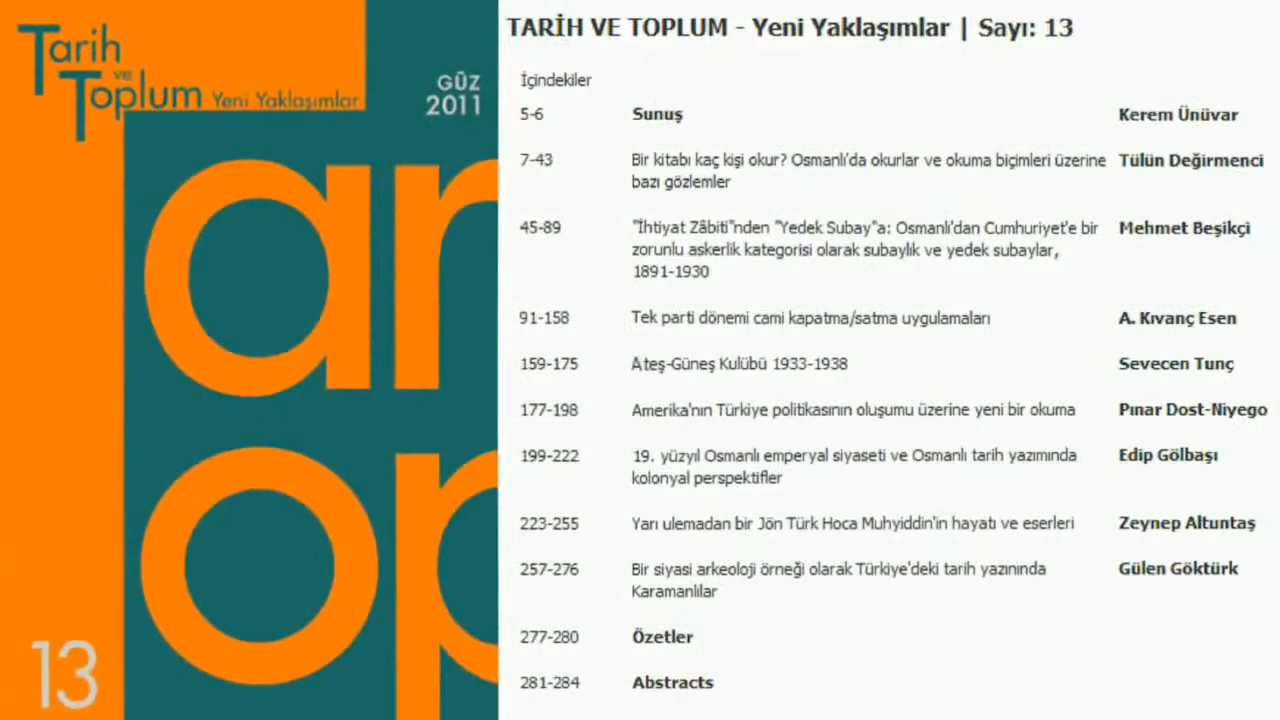 Tarih
ve
Toplum Yeni Yaklaşımlar
GÜZ
2011
ar
op
13
TARİH VE TOPLUM - Yeni Yaklaşımlar | Sayı: 13
İçindekiler
5-6 Sunuş Kerem Ünüvar
7-43 Bir kitabı kaç kişi okur? Osmanlı'da okurlar ve okuma biçimleri üzerine Tülün Değirmenci
bazı gözlemler
45-89 "İhtiyat Zâbiti"nden "Yedek Subay"a: Osmanlı'dan Cumhuriyet'e bir Mehmet Beşikçi
zorunlu askerlik kategorisi olarak subaylık ve yedek subaylar,
1891-1930
91-158 Tek parti dönemi cami kapatma/satma uygulamaları A. Kıvanç Esen
159-175 Ateş-Güneş Kulübü 1933-1938 Sevecen Tunç
177-198 Amerika'nın Türkiye politikasının oluşumu üzerine yeni bir okuma Pınar Dost-Niyego
199-222 19. yüzyıl Osmanlı emperyal siyaseti ve Osmanlı tarih yazımında Edip Gölbaşı
kolonyal perspektifler
223-255 Yarı ulemadan bir Jön Türk Hoca Muhyiddin'in hayatı ve eserleri Zeynep Altuntaş
257-276 Bir siyasi arkeoloji örneği olarak Türkiye'deki tarih yazınında Gülen Göktürk
Karamanlılar
277-280 Özetler
281-284 Abstracts